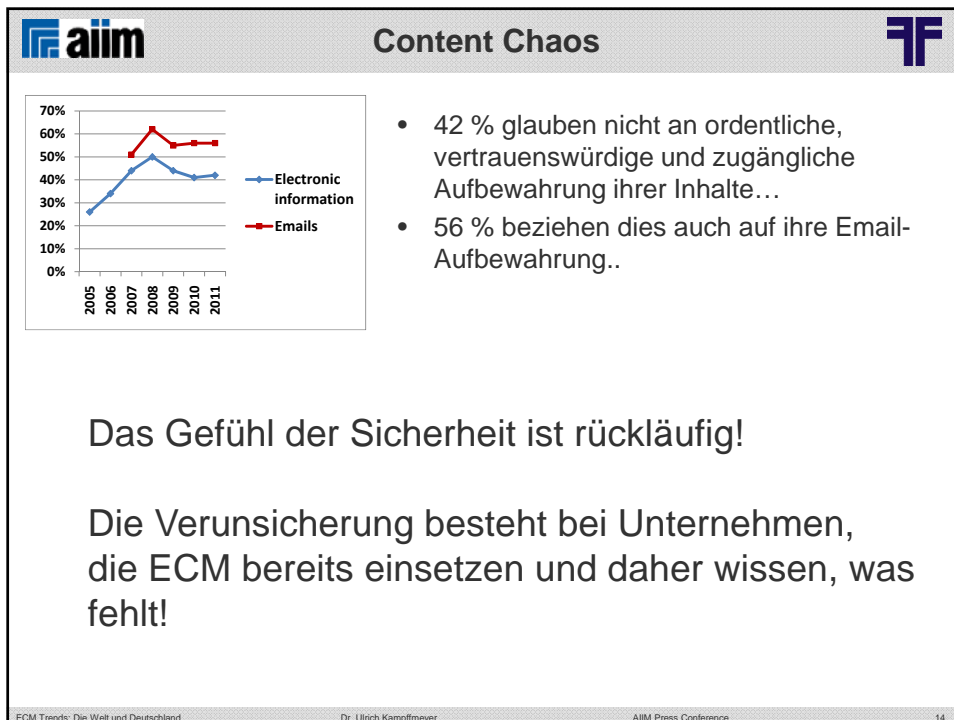 aiim
Content Chaos
70%
60%
50%
40%
30%
20%
10%
0%
2005
2006
2007
2008
2009
2010
2011
Electronic
information
Emails
• 42 % glauben nicht an ordentliche,
vertrauenswürdige und zugängliche
Aufbewahrung ihrer Inhalte…
• 56 % beziehen dies auch auf ihre Email-
Aufbewahrung..
Das Gefühl der Sicherheit ist rückläufig!
Die Verunsicherung besteht bei Unternehmen,
die ECM bereits einsetzen und daher wissen, was
fehlt!
ECM Trends: Die Welt und Deutschland
Dr. Ulrich Kampffmeyer
AIIM Press Conference
14